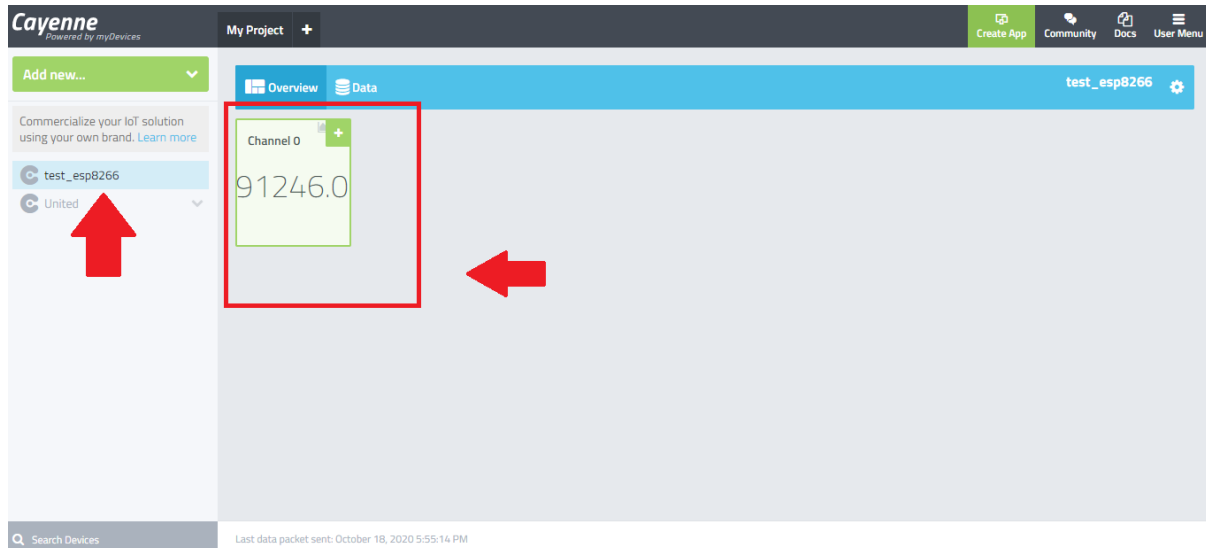 Cayenne
Powered by myDevices
My Project +
Create App
Community
Docs
User Menu
Add new...
Overview
Data
test_esp8266
Commercialize your IoT solution
using your own brand. Learn more
test_esp8266
United
Channel 0
+
91246.0
Search Devices
Last data packet sent: October 18, 2020 5:55:14 PM